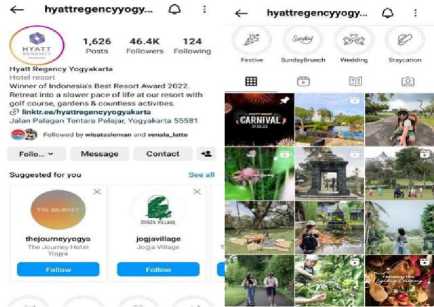 hyattregencyyogy...
HYATT
1,626 46.4K 124
Posts Followers Following
Hyatt Regency Yogyakarta
Hotel resort
Winner of Indonesia's Best Resort Award 2022.
Retreat into a slower pace of life at our resort with
golf course, gardens & countless activities.
linktr.ee/hyattregencyyogyakarta
Jalan Palagan Tentara Pelajar, Yogyakarta 55581
Followed by wisatasleman and
Follo... Message Contact
Suggested for you See all
THE JOURNEY
thejourneyyogya
The Journey Hotel
Yogya
Follow
JOGJA VILLAGE
jogjavillage
Jogja Village
Follow
hyattregencyyogy...
Festive SundayBrunch Wedding Staycation
Sunday
CARNIVAL